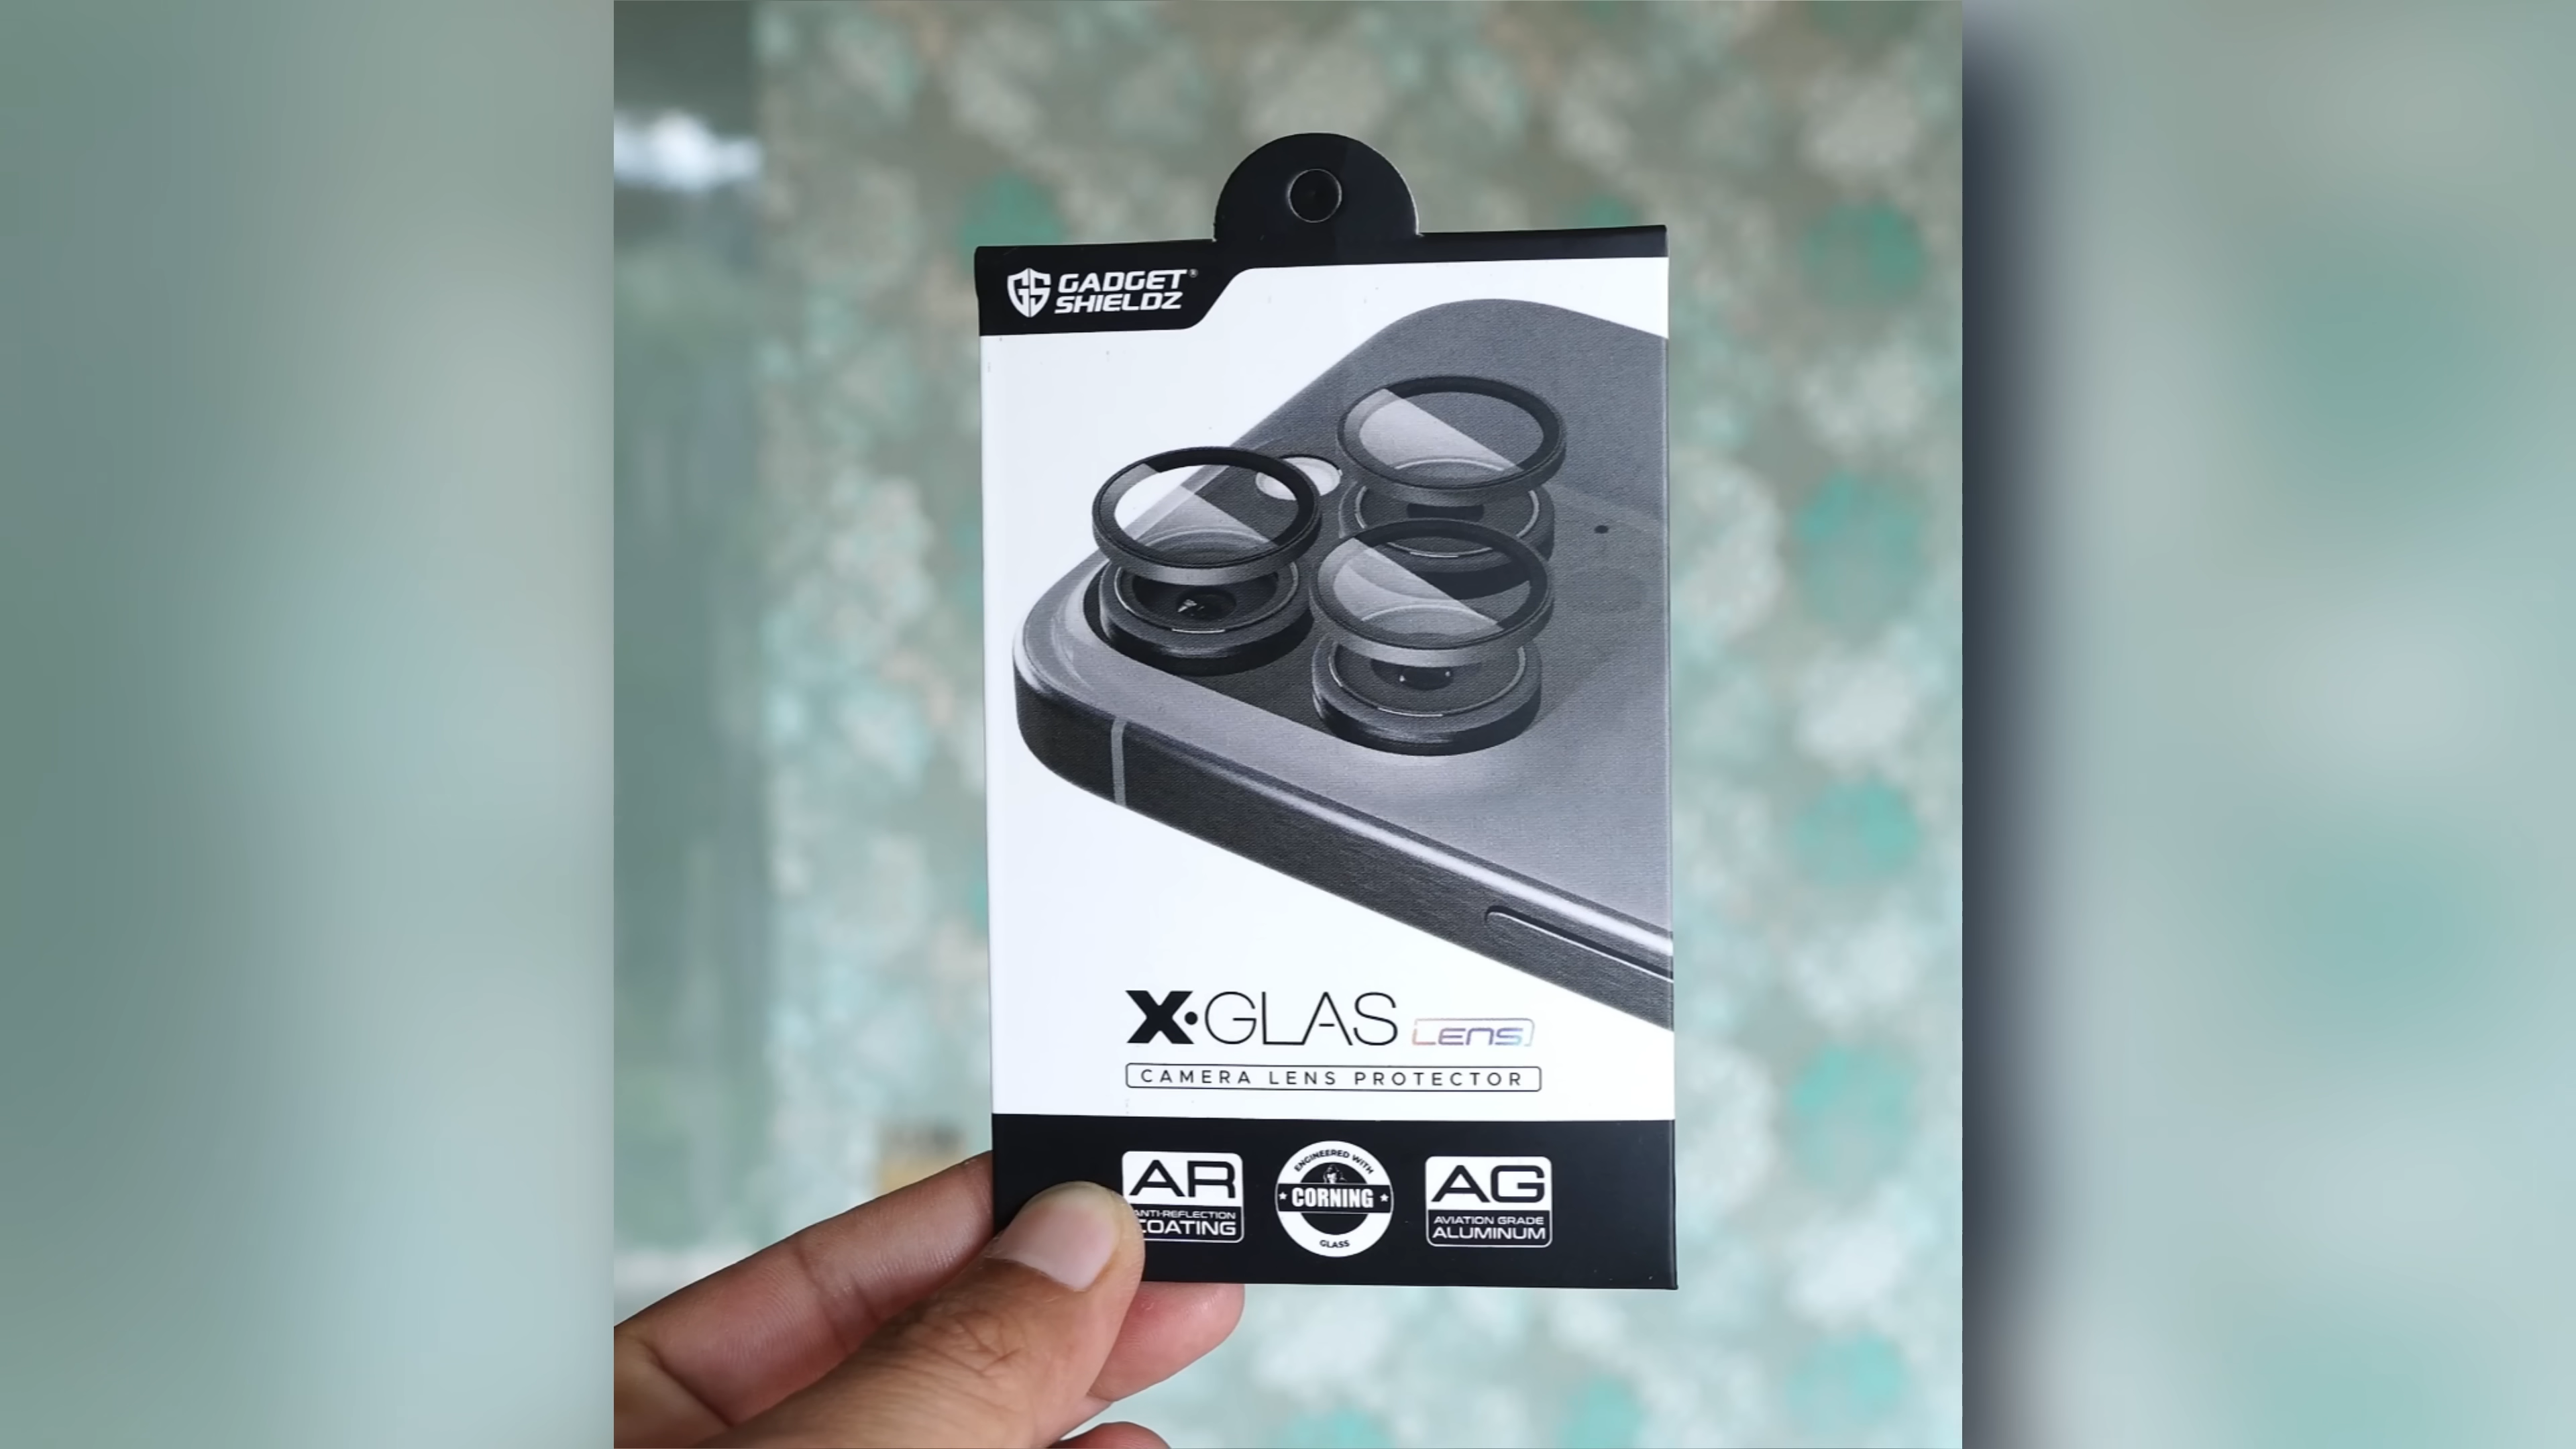 GS GADGET®
SHIELDZ
X·GLAS LENS
CAMERA LENS PROTECTOR
AR
ANTI-REFLECTION
COATING
ENGINEERED WITH
CORNING
GLASS
AG
AVIATION GRADE
ALUMINUM